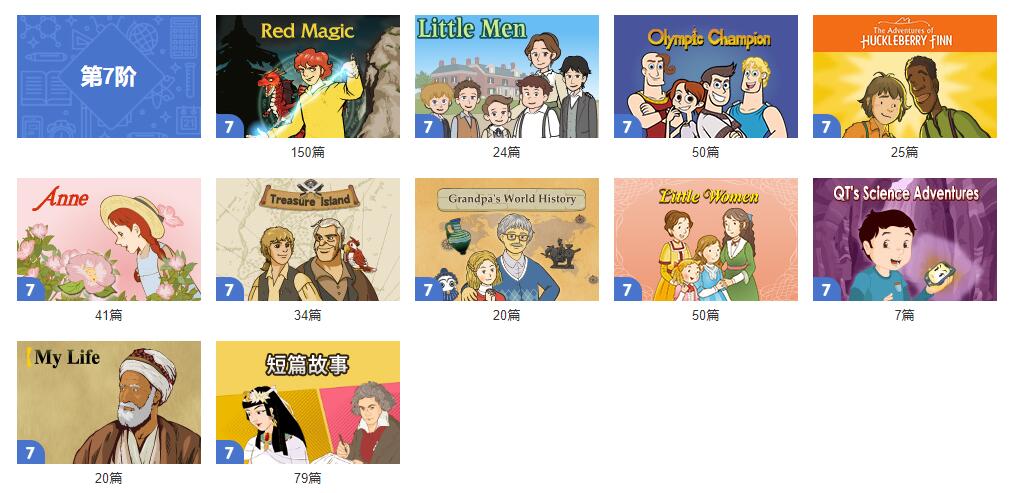 第7阶
Red Magic
7
150篇
Little Men
7
24篇
Olympic Champion
7
50篇
The Adventures of
HUCKLEBERRY FINN
7
25篇
Anne
7
41篇
Treasure Island
7
34篇
Grandpa's World History
7
20篇
Little Women
7
50篇
QT's Science Adventures
7
7篇
My Life
7
20篇
短篇故事
7
79篇